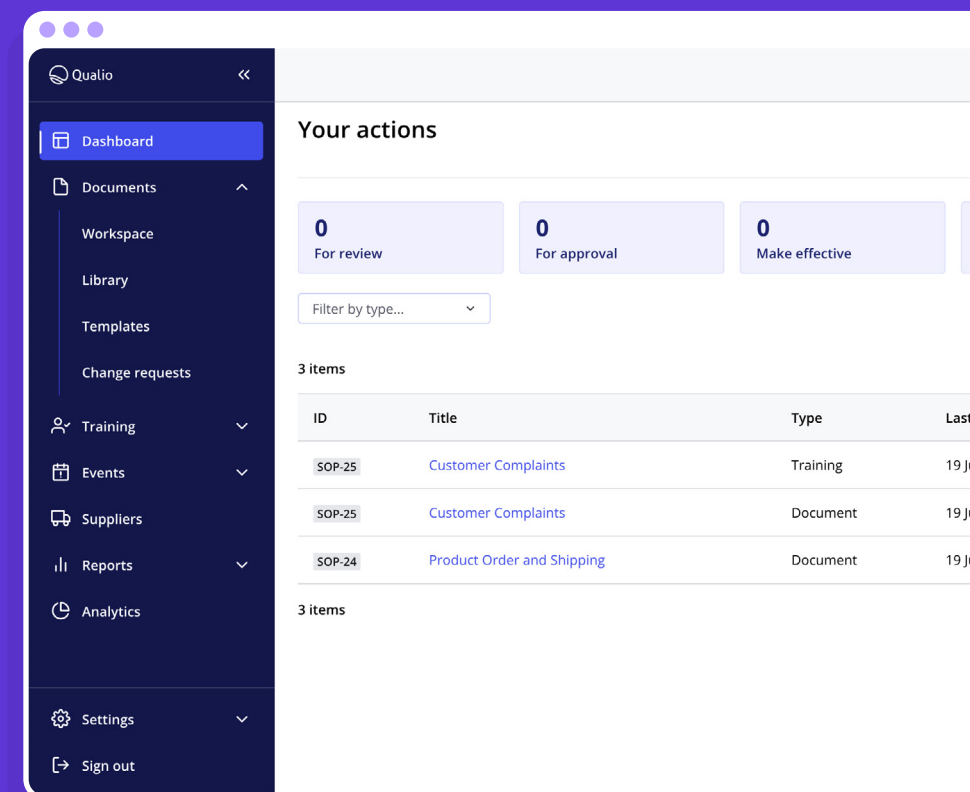 Qualio
Dashboard
Documents
Workspace
Library
Templates
Change requests
Training
Events
Suppliers
Reports
Analytics
Settings
Sign out
Your actions
0
For review
0
For approval
0
Make effective
Filter by type...
3 items
ID Title Type Last
SOP-25 Customer Complaints Training 19
SOP-25 Customer Complaints Document 19
SOP-24 Product Order and Shipping Document 19
3 items